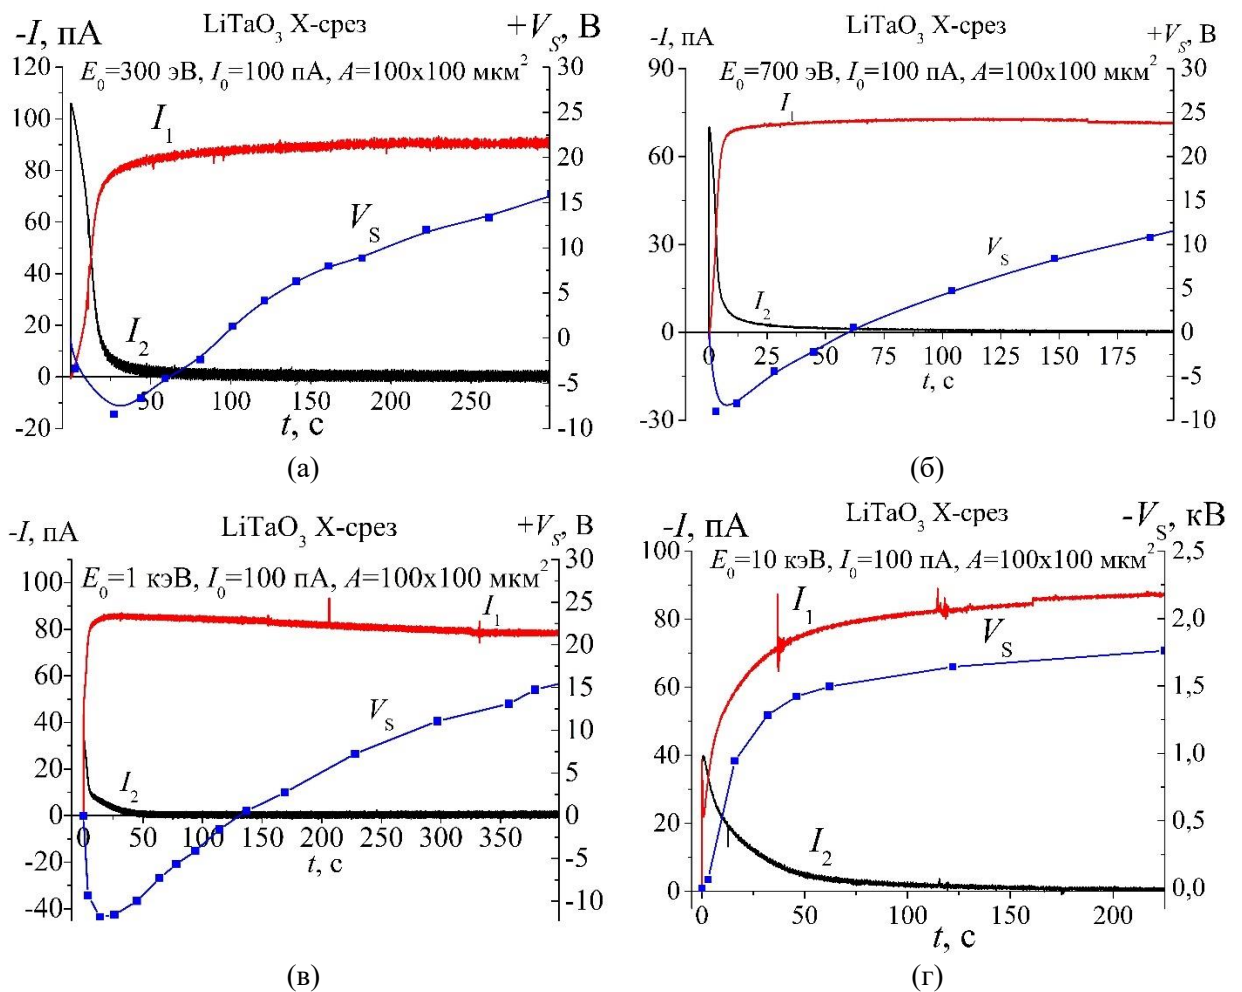 LiTaO3 X-срез
-I, пА
+VS, В
E0=300 эВ, I0=100 пА, A=100x100 мкм2
120
100
80
60
40
20
0
-20
30
25
20
15
10
5
0
-5
-10
I1
VS
I2
50 100 150 200 250
t, с
(а)
LiTaO3 X-срез
-I, пА
+VS, В
E0=700 эВ, I0=100 пА, A=100x100 мкм2
90
60
30
0
-30
30
25
20
15
10
5
0
-5
-10
I1
VS
I2
0 25 50 75 100 125 150 175
t, с
(б)
LiTaO3 X-срез
-I, пА
+VS, В
E0=1 кэВ, I0=100 пА, A=100x100 мкм2
100
80
60
40
20
0
-20
-40
30
25
20
15
10
5
0
-5
-10
I1
VS
I2
0 50 100 150 200 250 300 350
t, с
(в)
LiTaO3 X-срез
-I, пА
-VS, кВ
E0=10 кэВ, I0=100 пА, A=100x100 мкм2
100
80
60
40
20
0
2,5
2,0
1,5
1,0
0,5
0,0
I1
VS
I2
0 50 100 150 200
t, с
(г)